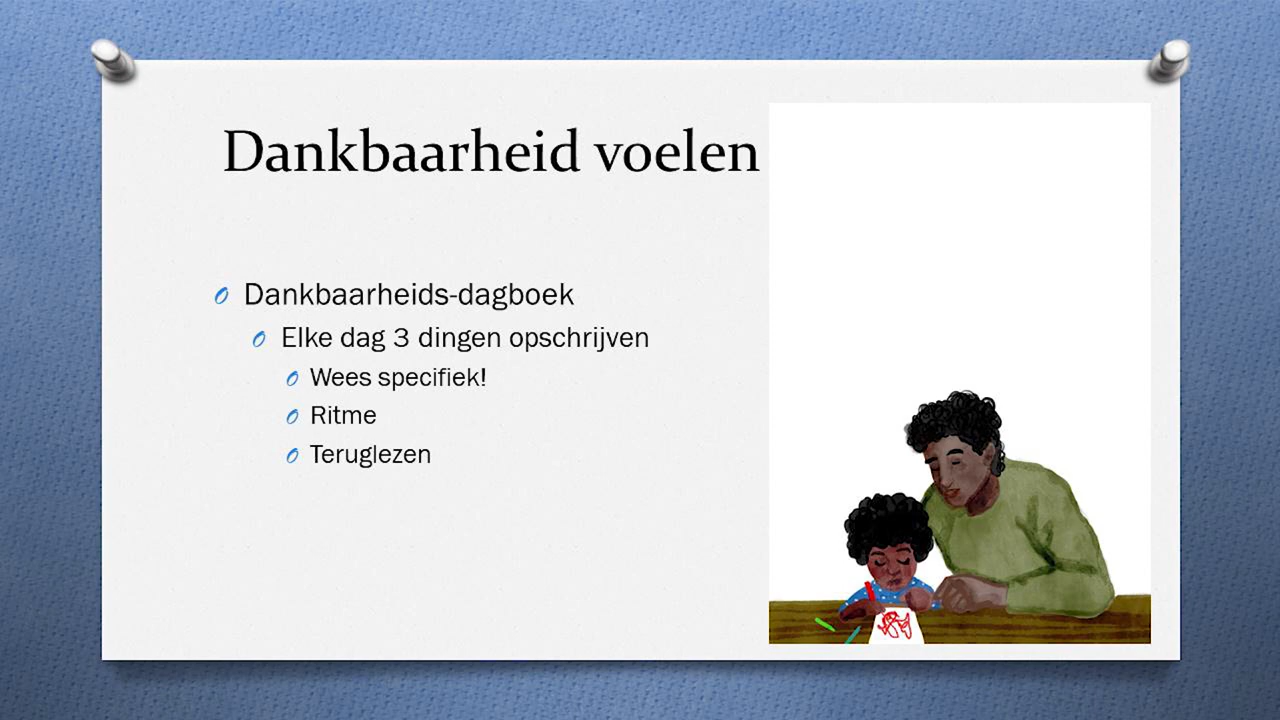 Dankbaarheid voelen
Dankbaarheids-dagboek
Elke dag 3 dingen opschrijven
Wees specifiek!
Ritme
Teruglezen